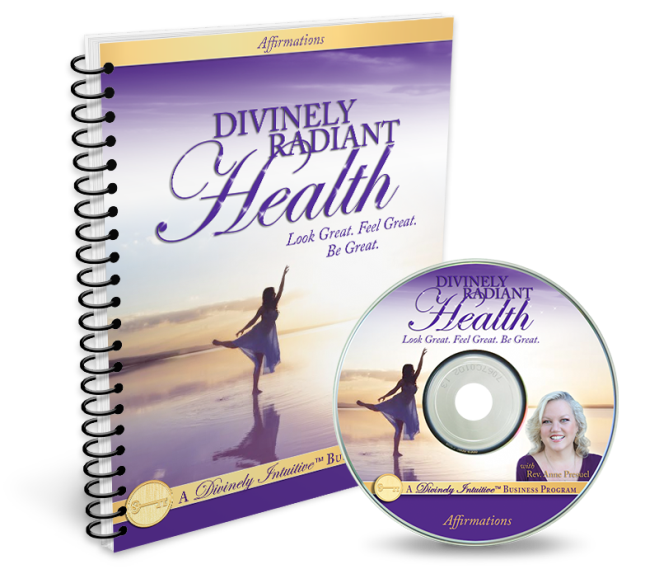 Affirmations
DIVINELY
RADIANT
Health
Look Great. Feel Great.
Be Great.
A Divinely Intuitive™ BUSINESS
DIVINELY
RADIANT
Health
Look Great. Feel Great. Be Great.
with
Rev. Anne Presuel
A Divinely Intuitive™ BUSINESS PROGRAM
Affirmations